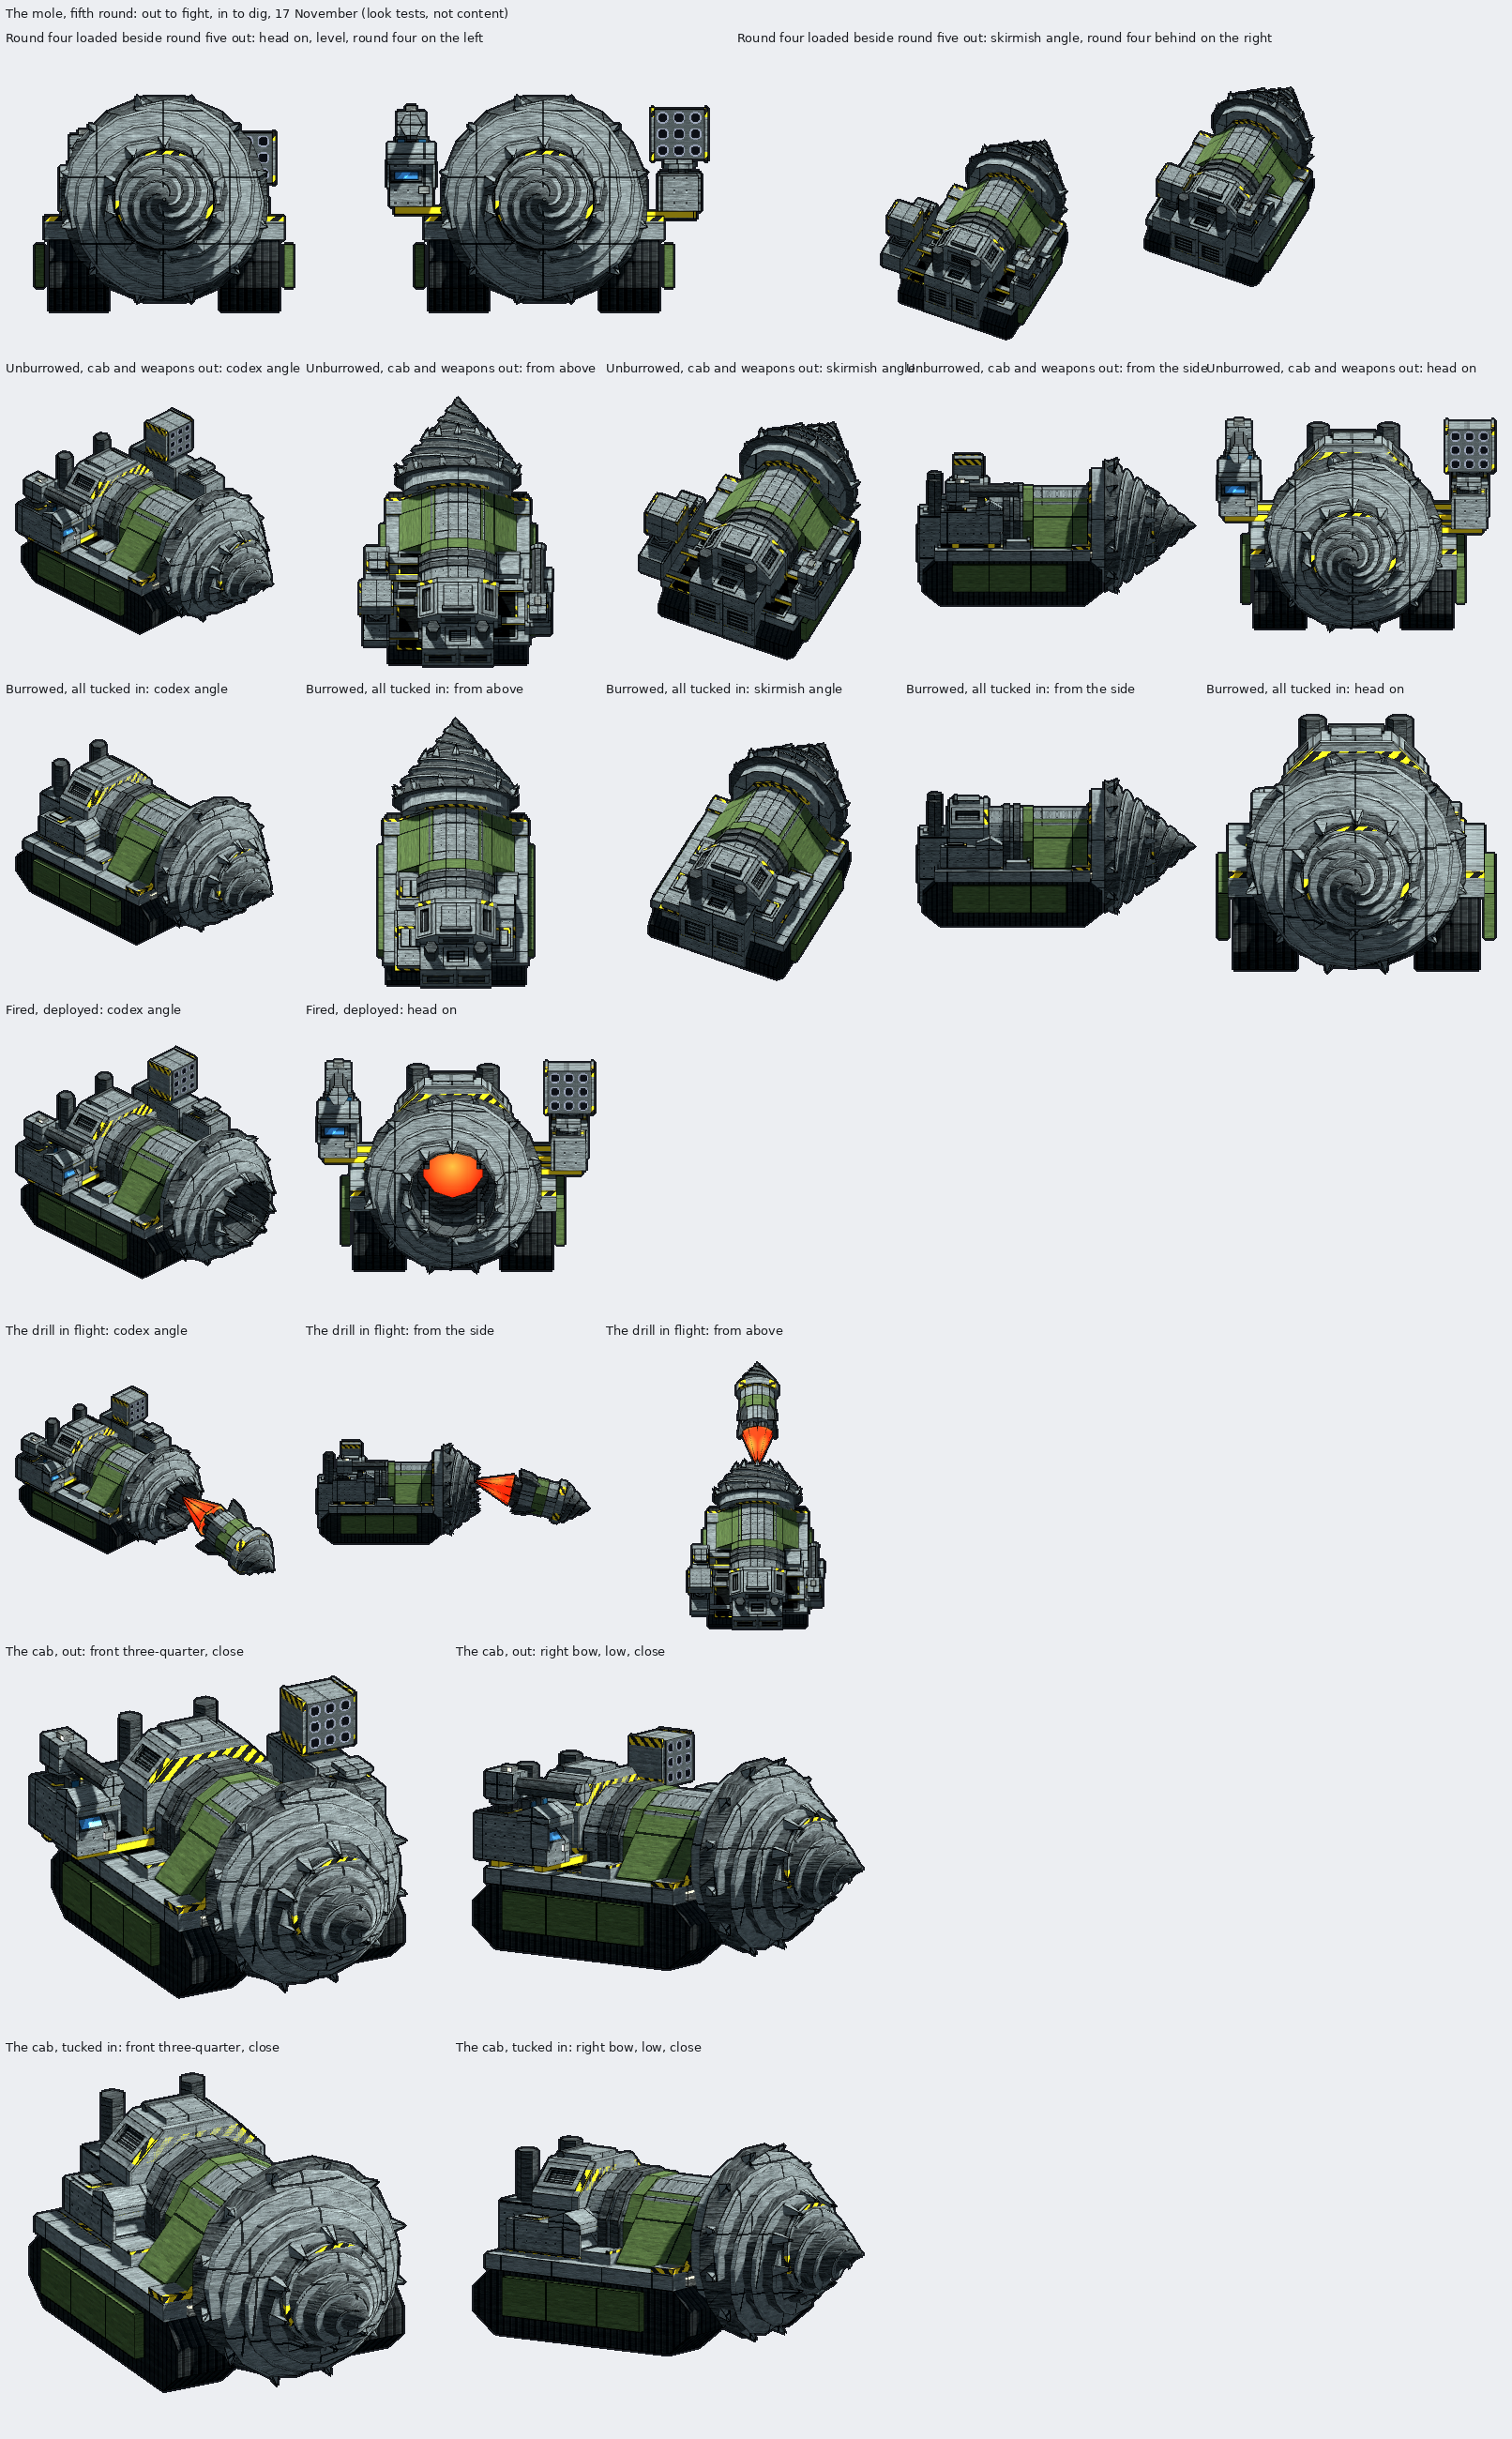 The mole, fifth round: out to fight, in to dig, 17 November (look tests, not content)
Round four loaded beside round five out: head on, level, round four on the left
Round four loaded beside round five out: skirmish angle, round four behind on the right
Unburrowed, cab and weapons out: codex angle
Unburrowed, cab and weapons out: from above
Unburrowed, cab and weapons out: skirmish angle
Unburrowed, cab and weapons out: from the side
Unburrowed, cab and weapons out: head on
Burrowed, all tucked in: codex angle
Burrowed, all tucked in: from above
Burrowed, all tucked in: skirmish angle
Burrowed, all tucked in: from the side
Burrowed, all tucked in: head on
Fired, deployed: codex angle
Fired, deployed: head on
The drill in flight: codex angle
The drill in flight: from the side
The drill in flight: from above
The cab, out: front three-quarter, close
The cab, out: right bow, low, close
The cab, tucked in: front three-quarter, close
The cab, tucked in: right bow, low, close